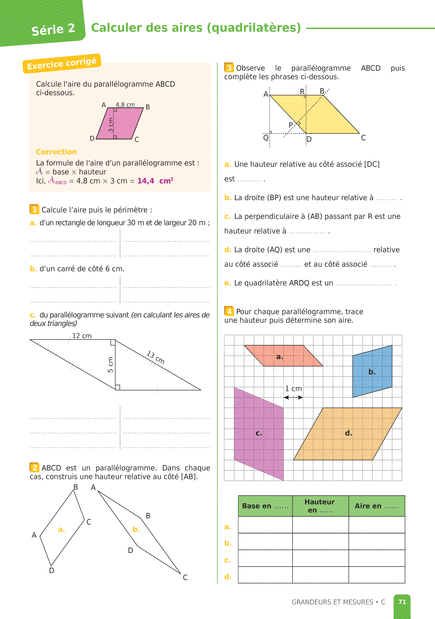 Série 2
Calculer des aires (quadrilatères)
Exercice corrigé
Calcule l'aire du parallélogramme ABCD
ci-dessous.
A 4,8 cm B
3 cm
D C
Correction
La formule de l'aire d'un parallélogramme est :
𝒜 = base × hauteur
Ici, 𝒜ABCD = 4,8 cm × 3 cm = 14,4 cm²
1 Calcule l'aire puis le périmètre :
a. d'un rectangle de longueur 30 m et de largeur 20 m ;
b. d'un carré de côté 6 cm.
c. du parallélogramme suivant (en calculant les aires de
deux triangles)
12 cm
5 cm
13 cm
2 ABCD est un parallélogramme. Dans chaque
cas, construis une hauteur relative au côté [AB].
B
A
a.
C
D
A
B
b.
D
C
3 Observe le parallélogramme ABCD puis
complète les phrases ci-dessous.
A R B
P
Q D C
a. Une hauteur relative au côté associé [DC]
est ........... .
b. La droite (BP) est une hauteur relative à .......... .
c. La perpendiculaire à (AB) passant par R est une
hauteur relative à ................ .
d. La droite (AQ) est une ......................... relative
au côté associé ......... et au côté associé .......... .
e. Le quadrilatère ARDQ est un ......................... .
4 Pour chaque parallélogramme, trace
une hauteur puis détermine son aire.
a.
b.
1 cm
c.
d.
Base en ...... Hauteur en ...... Aire en ......
a.
b.
c.
d.
GRANDEURS ET MESURES • C 71